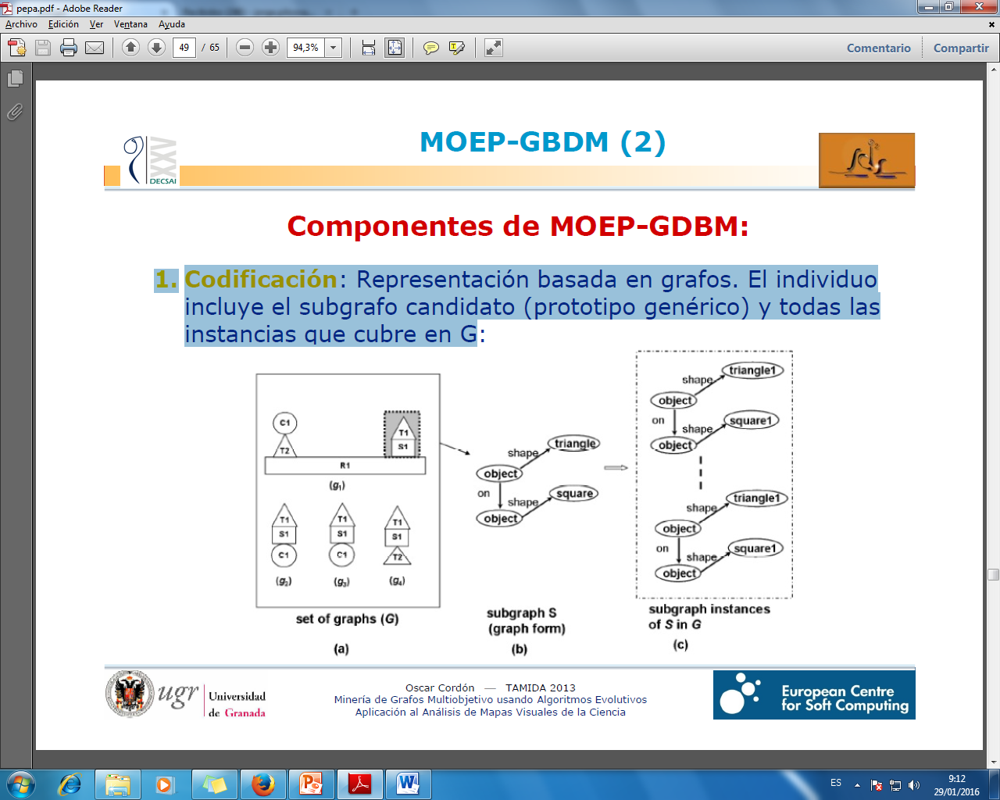 pepa.pdf - Adobe Reader
Archivo Edición Ver Ventana Ayuda
49 / 65 94,3% Comentario Compartir
MOEP-GBDM (2)
DECSAI
Componentes de MOEP-GDBM:
1. Codificación: Representación basada en grafos. El individuo
incluye el subgrafo candidato (prototipo genérico) y todas las
instancias que cubre en G:
C1
T2
T1
S1
R1
(g1)
T1 T1 T1
S1 S1 S1
C1 C1 T2
(g2) (g3) (g4)
set of graphs (G)
(a)
shape triangle
object
on shape square
object
subgraph S
(graph form)
(b)
shape triangle1
object
on shape square1
object
shape triangle1
object
on shape square1
object
subgraph instances
of S in G
(c)
ugr Universidad
de Granada
Oscar Cordón — TAMIDA 2013
Minería de Grafos Multiobjetivo usando Algoritmos Evolutivos
Aplicación al Análisis de Mapas Visuales de la Ciencia
European Centre
for Soft Computing
ES 9:12
29/01/2016